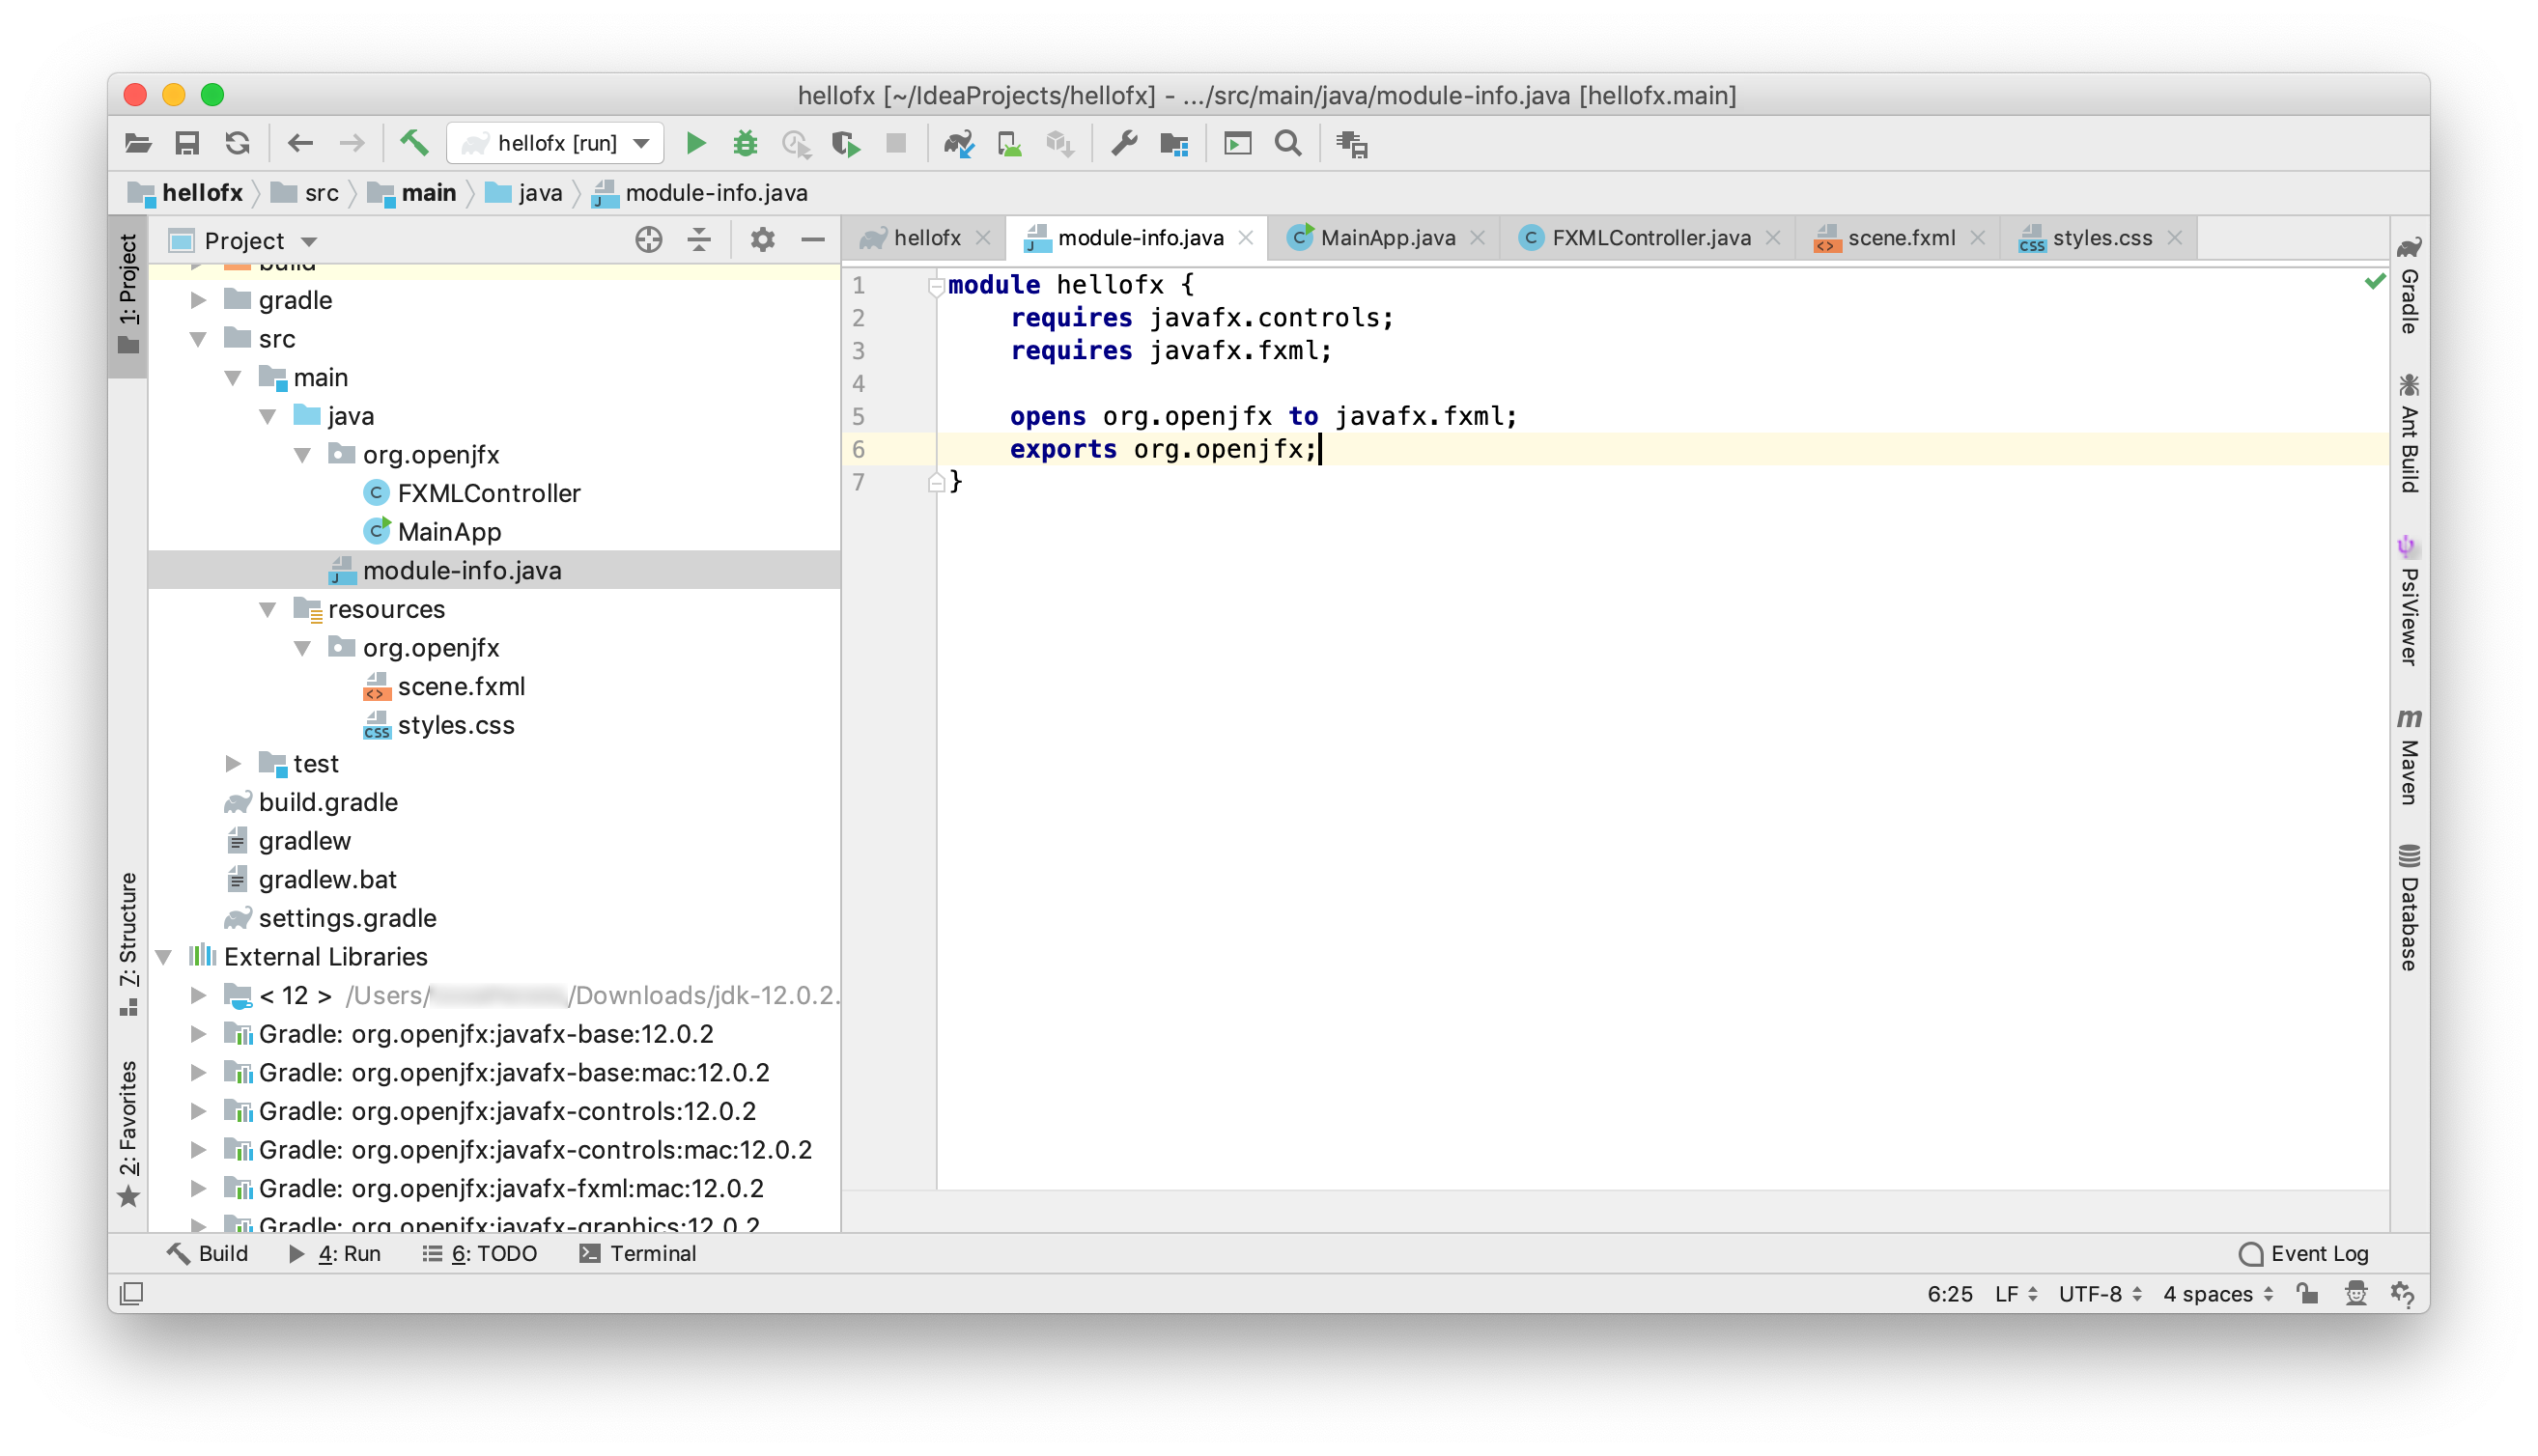 hellofx [~/IdeaProjects/hellofx] - .../src/main/java/module-info.java [hellofx.main]
hellofx [run]
hellofx src main java module-info.java
1: Project
7: Structure
2: Favorites
Project
build
gradle
src
main
java
org.openjfx
FXMLController
MainApp
module-info.java
resources
org.openjfx
scene.fxml
styles.css
test
build.gradle
gradlew
gradlew.bat
settings.gradle
External Libraries
< 12 > /Users/ /Downloads/jdk-12.0.2.
Gradle: org.openjfx:javafx-base:12.0.2
Gradle: org.openjfx:javafx-base:mac:12.0.2
Gradle: org.openjfx:javafx-controls:12.0.2
Gradle: org.openjfx:javafx-controls:mac:12.0.2
Gradle: org.openjfx:javafx-fxml:mac:12.0.2
Gradle: org.openjfx:javafx-graphics:12.0.2
hellofx module-info.java MainApp.java FXMLController.java scene.fxml styles.css
1 module hellofx {
2 requires javafx.controls;
3 requires javafx.fxml;
4
5 opens org.openjfx to javafx.fxml;
6 exports org.openjfx;
7 }
Gradle
Ant Build
PsiViewer
Maven
Database
Build 4: Run 6: TODO Terminal Event Log
6:25 LF UTF-8 4 spaces